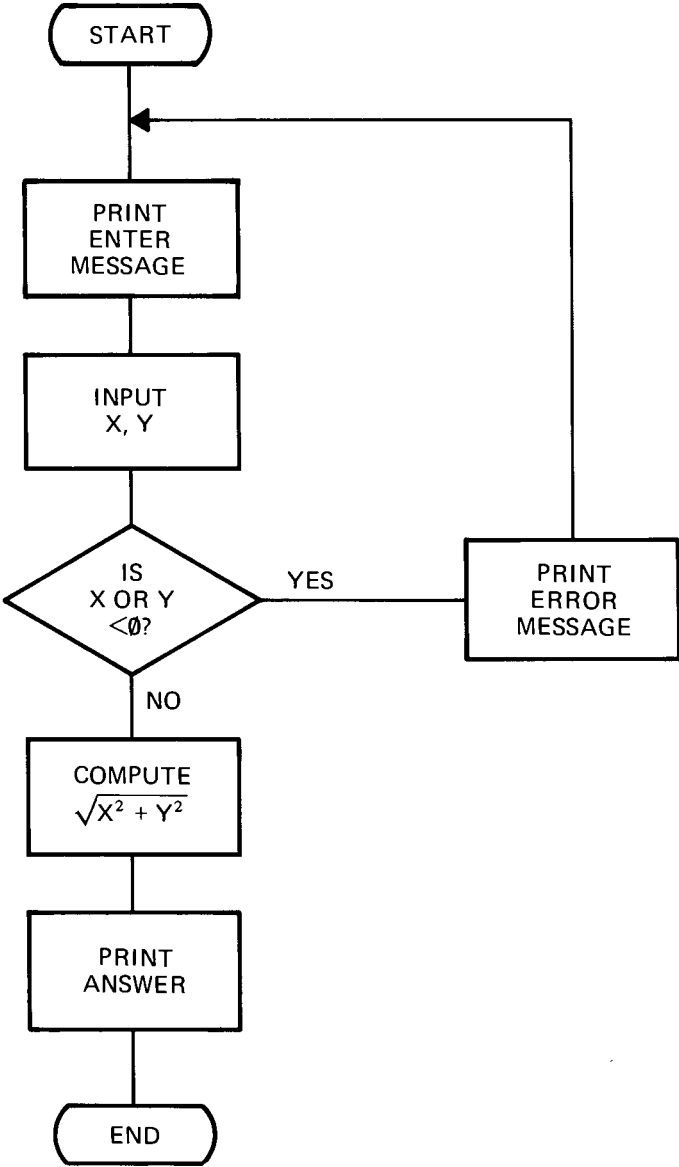 START
PRINT
ENTER
MESSAGE
INPUT
X, Y
IS
X OR Y
<Ø?
YES
PRINT
ERROR
MESSAGE
NO
COMPUTE
√X² + Y²
PRINT
ANSWER
END